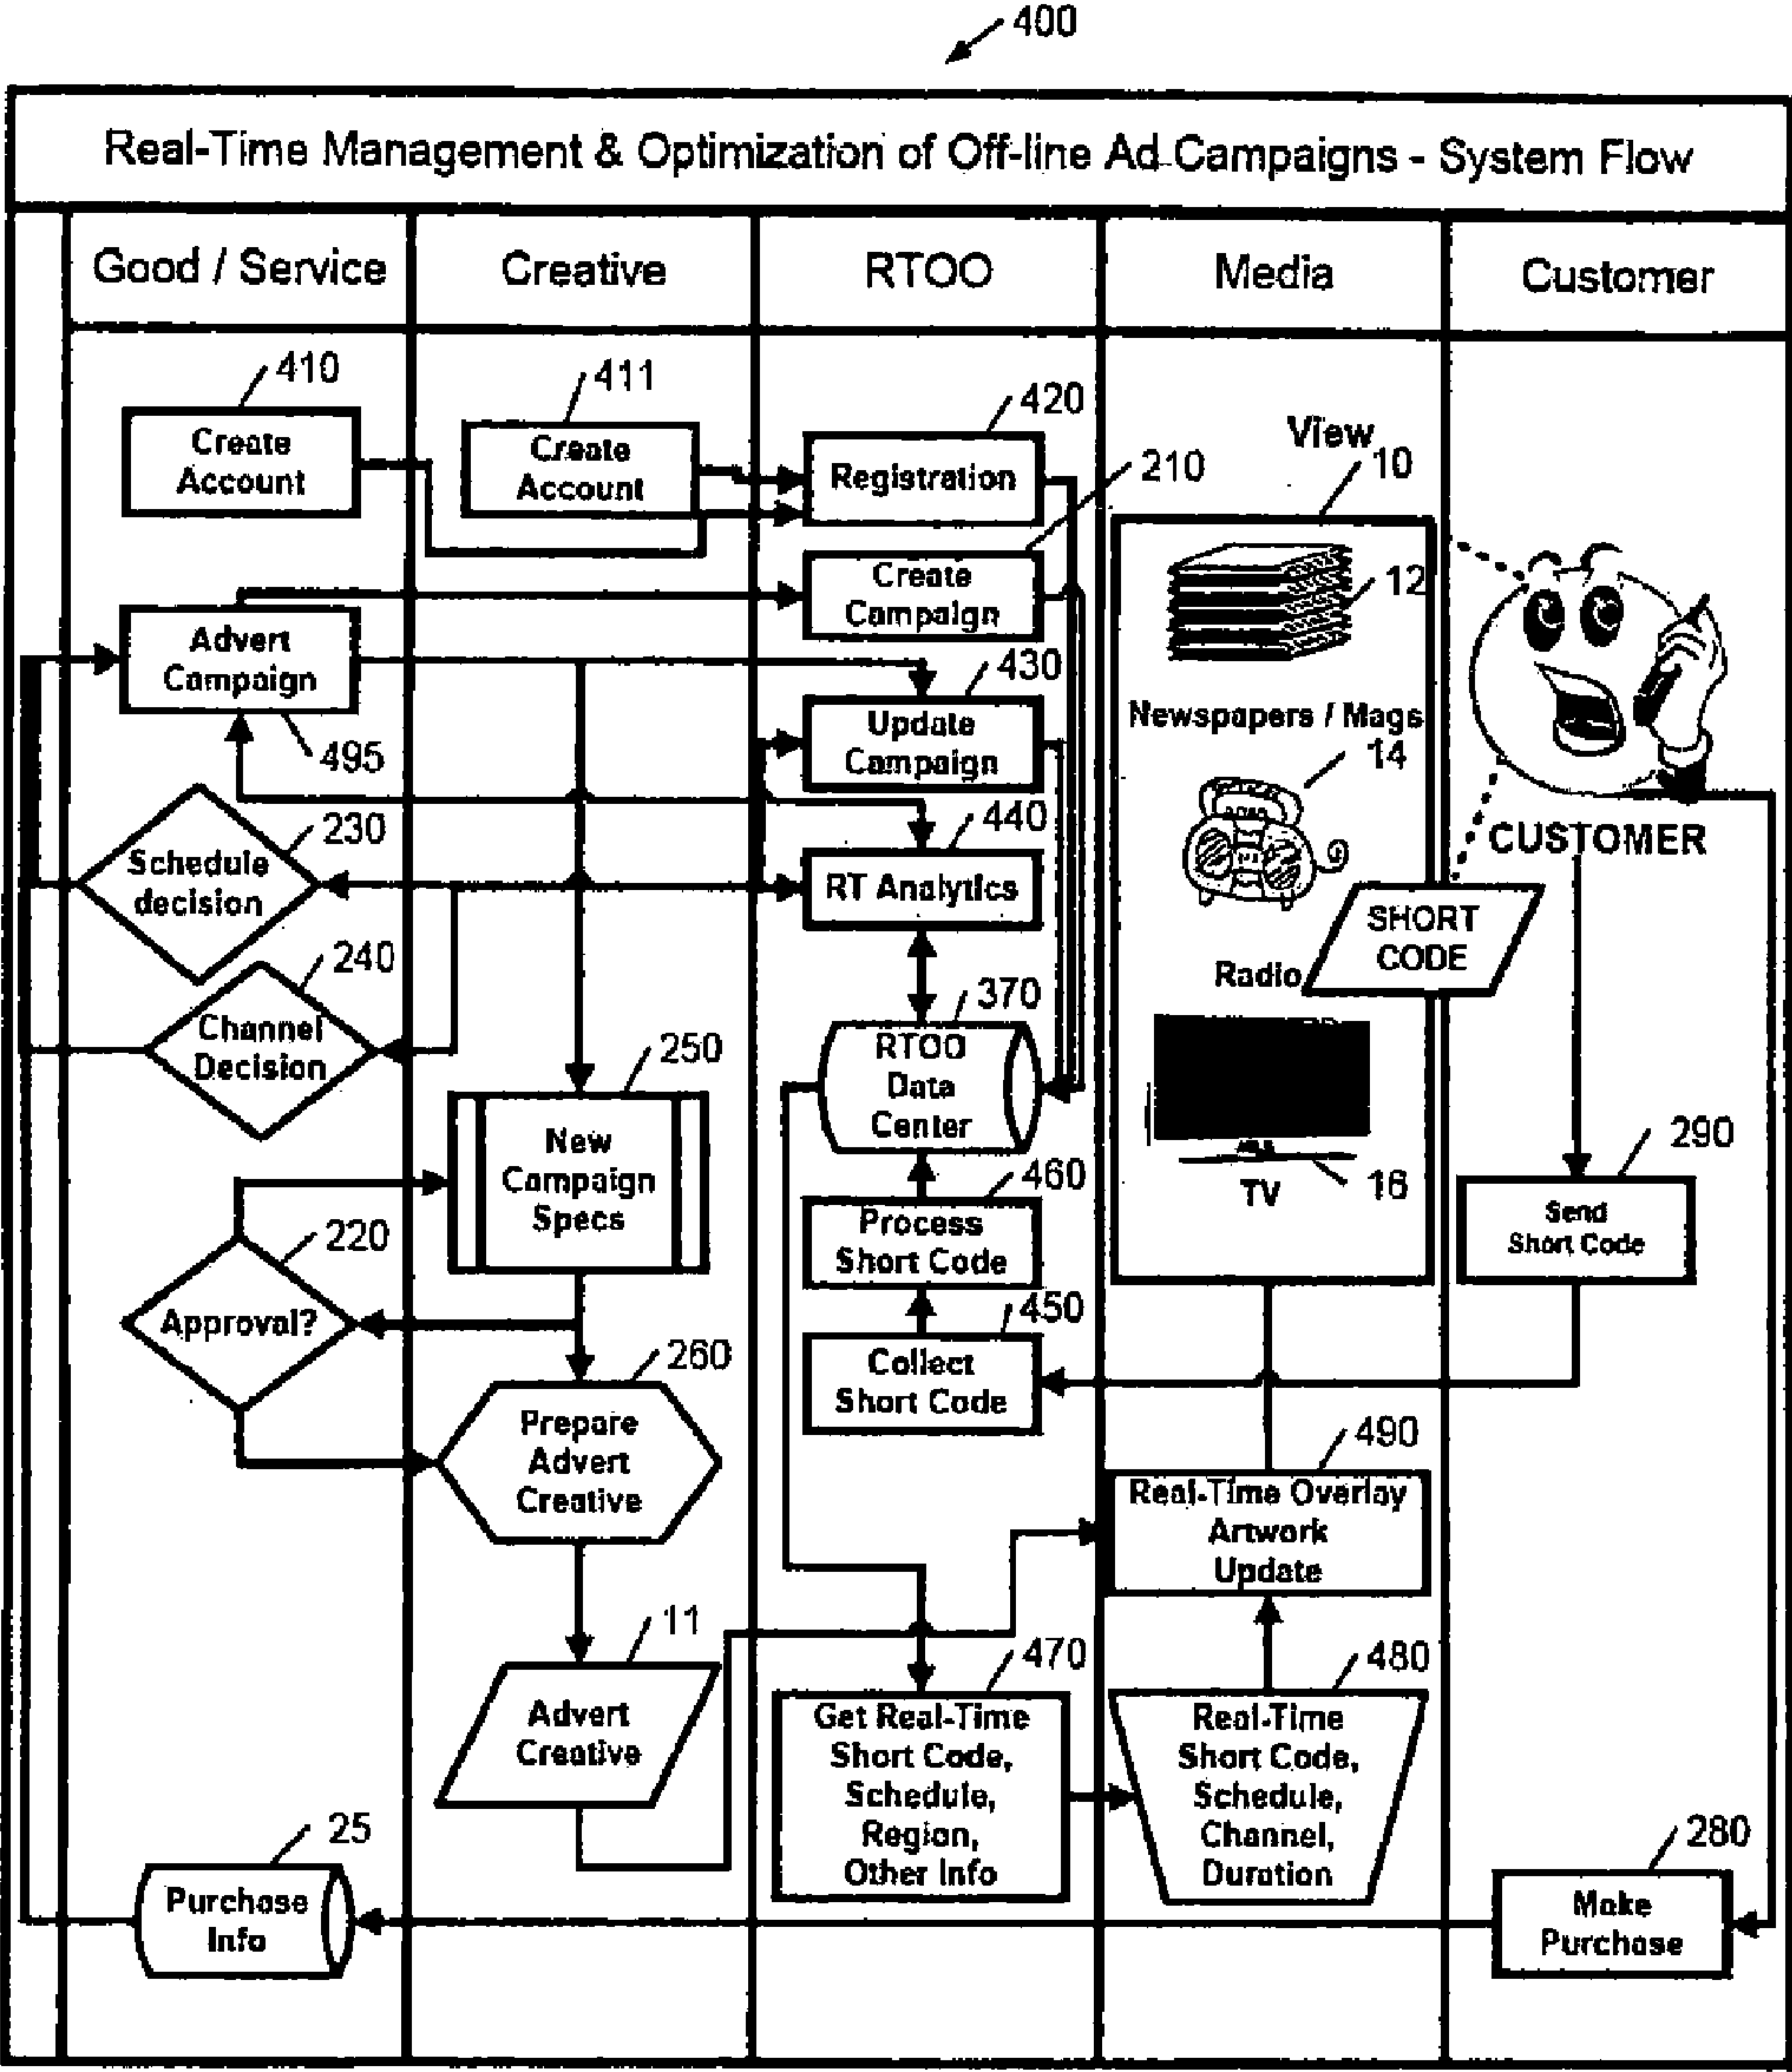 400
Real-Time Management & Optimization of Off-line Ad Campaigns - System Flow
Good / Service
Creative
RTOO
Media
Customer
410
Create
Account
411
Create
Account
420
Registration
210
Create
Campaign
Advert
Campaign
495
430
Update
Campaign
230
Schedule
decision
440
RT Analytics
240
Channel
Decision
370
RTOO
Data
Center
250
New
Campaign
Specs
460
Process
Short Code
220
Approval?
450
Collect
Short Code
260
Prepare
Advert
Creative
11
Advert
Creative
470
Get Real-Time
Short Code,
Schedule,
Region,
Other Info
25
Purchase
Info
View
10
12
Newspapers / Mags
14
Radio
SHORT
CODE
TV
16
490
Real-Time Overlay
Artwork
Update
480
Real-Time
Short Code,
Schedule,
Channel,
Duration
CUSTOMER
290
Send
Short Code
280
Make
Purchase